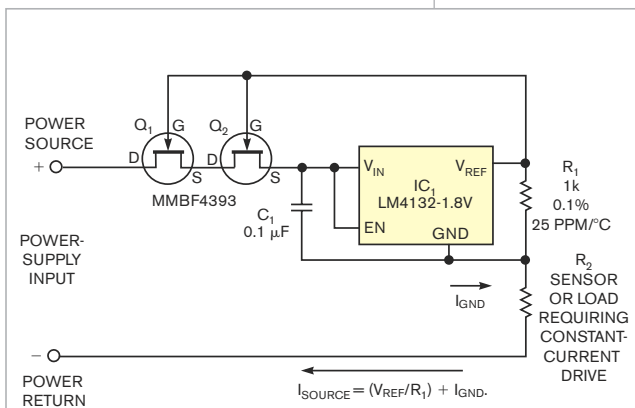 POWER
SOURCE
+
Q1
G
D
S
Q2
G
D
S
MMBF4393
C1
0.1 µF
VIN
VREF
EN
IC1
LM4132-1.8V
GND
R1
1k
0.1%
25 PPM/°C
POWER-
SUPPLY
INPUT
IGND
R2
SENSOR
OR LOAD
REQUIRING
CONSTANT-
CURRENT
DRIVE
−
POWER
RETURN
ISOURCE=(VREF/R1) + IGND.